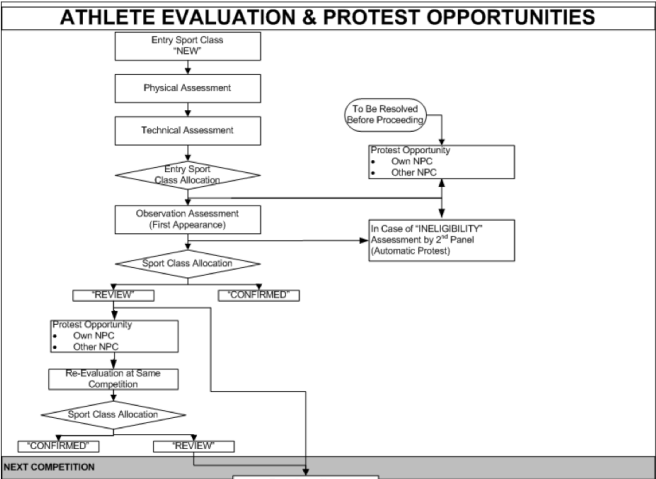 ATHLETE EVALUATION & PROTEST OPPORTUNITIES
Entry Sport Class
"NEW"
Physical Assessment
Technical Assessment
To Be Resolved
Before Proceeding
Protest Opportunity
• Own NPC
• Other NPC
Entry Sport
Class Allocation
Observation Assessment
(First Appearance)
In Case of "INELIGIBILITY"
Assessment by 2nd Panel
(Automatic Protest)
Sport Class Allocation
"REVIEW"
"CONFIRMED"
Protest Opportunity
• Own NPC
• Other NPC
Re-Evaluation at Same
Competition
Sport Class Allocation
"CONFIRMED"
"REVIEW"
NEXT COMPETITION